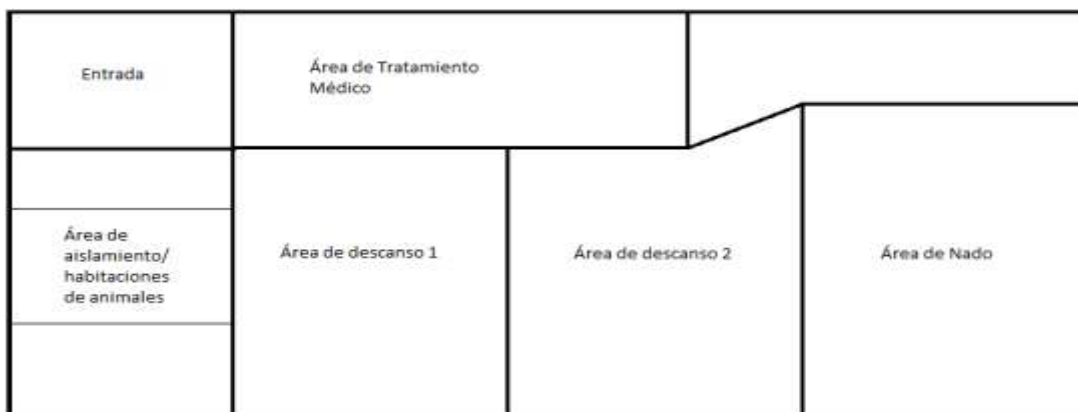 Entrada
Área de Tratamiento
Médico
Área de
aislamiento/
habitaciones
de animales
Área de descanso 1
Área de descanso 2
Área de Nado